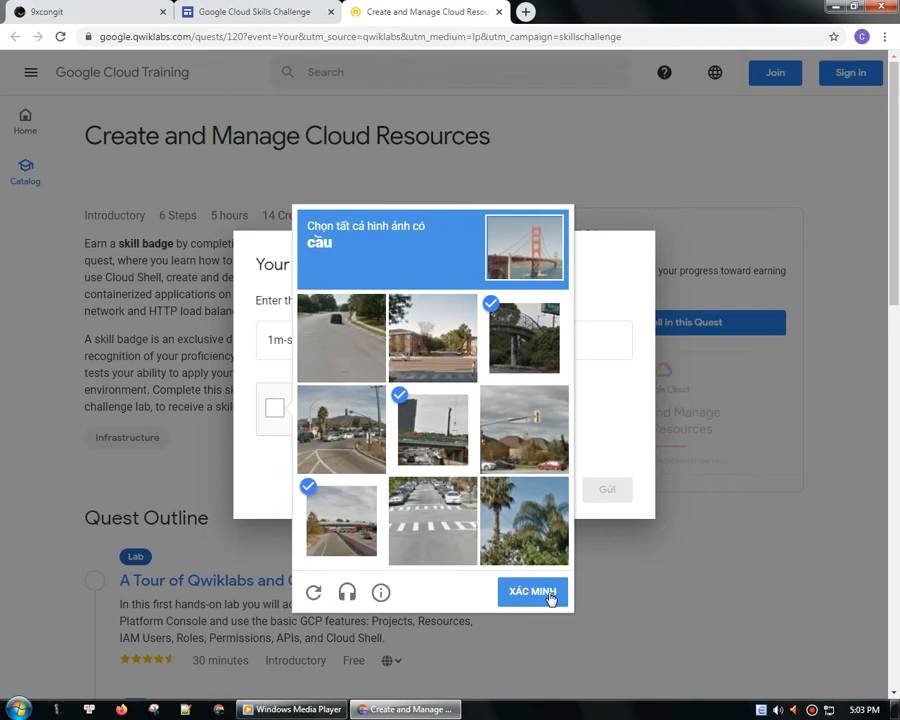 9xcongit
Google Cloud Skills Challenge
Create and Manage Cloud Resou
google.qwiklabs.com/quests/120?event=Your&utm_source=qwiklabs&utm_medium=lp&utm_campaign=skillschallenge
C
Google Cloud Training
Search
Join
Sign in
Home
Catalog
Create and Manage Cloud Resources
Introductory 6 Steps 5 hours 14 Cre
Earn a skill badge by completi
quest, where you learn how to
use Cloud Shell, create and de
containerized applications on
network and HTTP load balan
A skill badge is an exclusive d
recognition of your proficiency
tests your ability to apply your
environment. Complete this sk
challenge lab, to receive a skil
Infrastructure
Your
Enter th
1m-s
Chọn tất cả hình ảnh có
cầu
XÁC MINH
Gửi
your progress toward earning
ll in this Quest
Cloud
nd Manage
Resources
Quest Outline
Lab
A Tour of Qwiklabs and G
In this first hands-on lab you will ac
Platform Console and use the basic GCP features: Projects, Resources,
IAM Users, Roles, Permissions, APIs, and Cloud Shell.
30 minutes Introductory Free
Windows Media Player
Create and Manage ...
5:03 PM